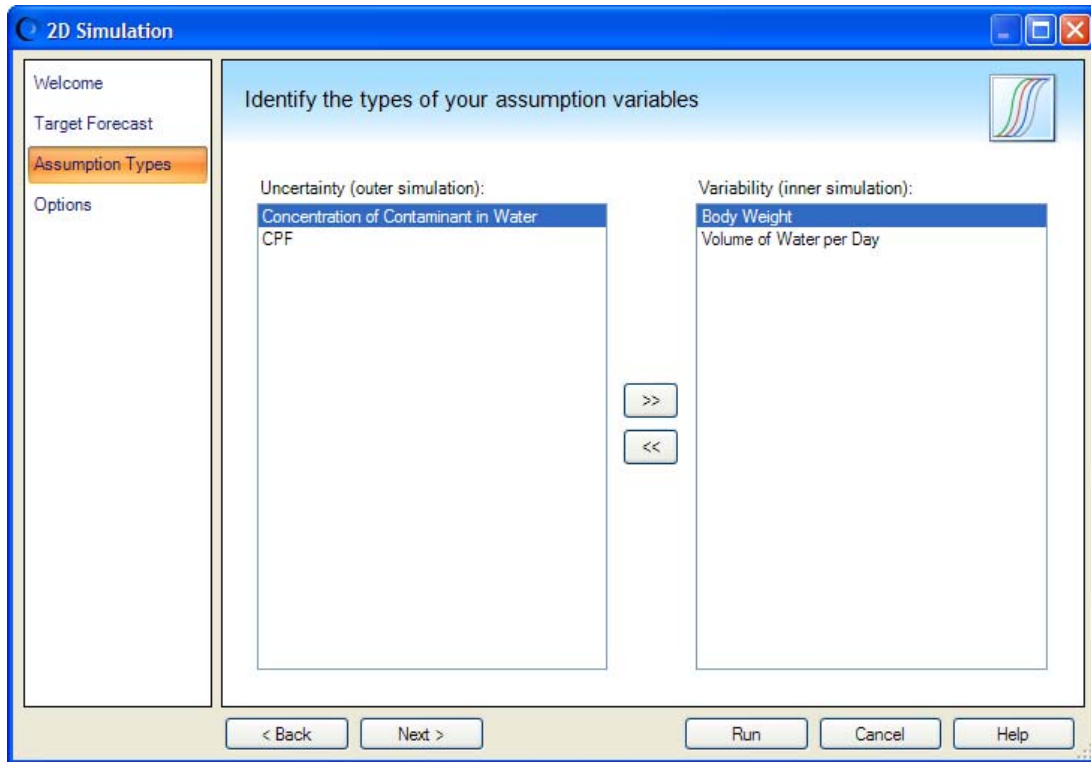 2D Simulation
Welcome
Target Forecast
Assumption Types
Options
Identify the types of your assumption variables
Uncertainty (outer simulation):
Concentration of Contaminant in Water
CPF
>>
<<
Variability (inner simulation):
Body Weight
Volume of Water per Day
< Back
Next >
Run
Cancel
Help